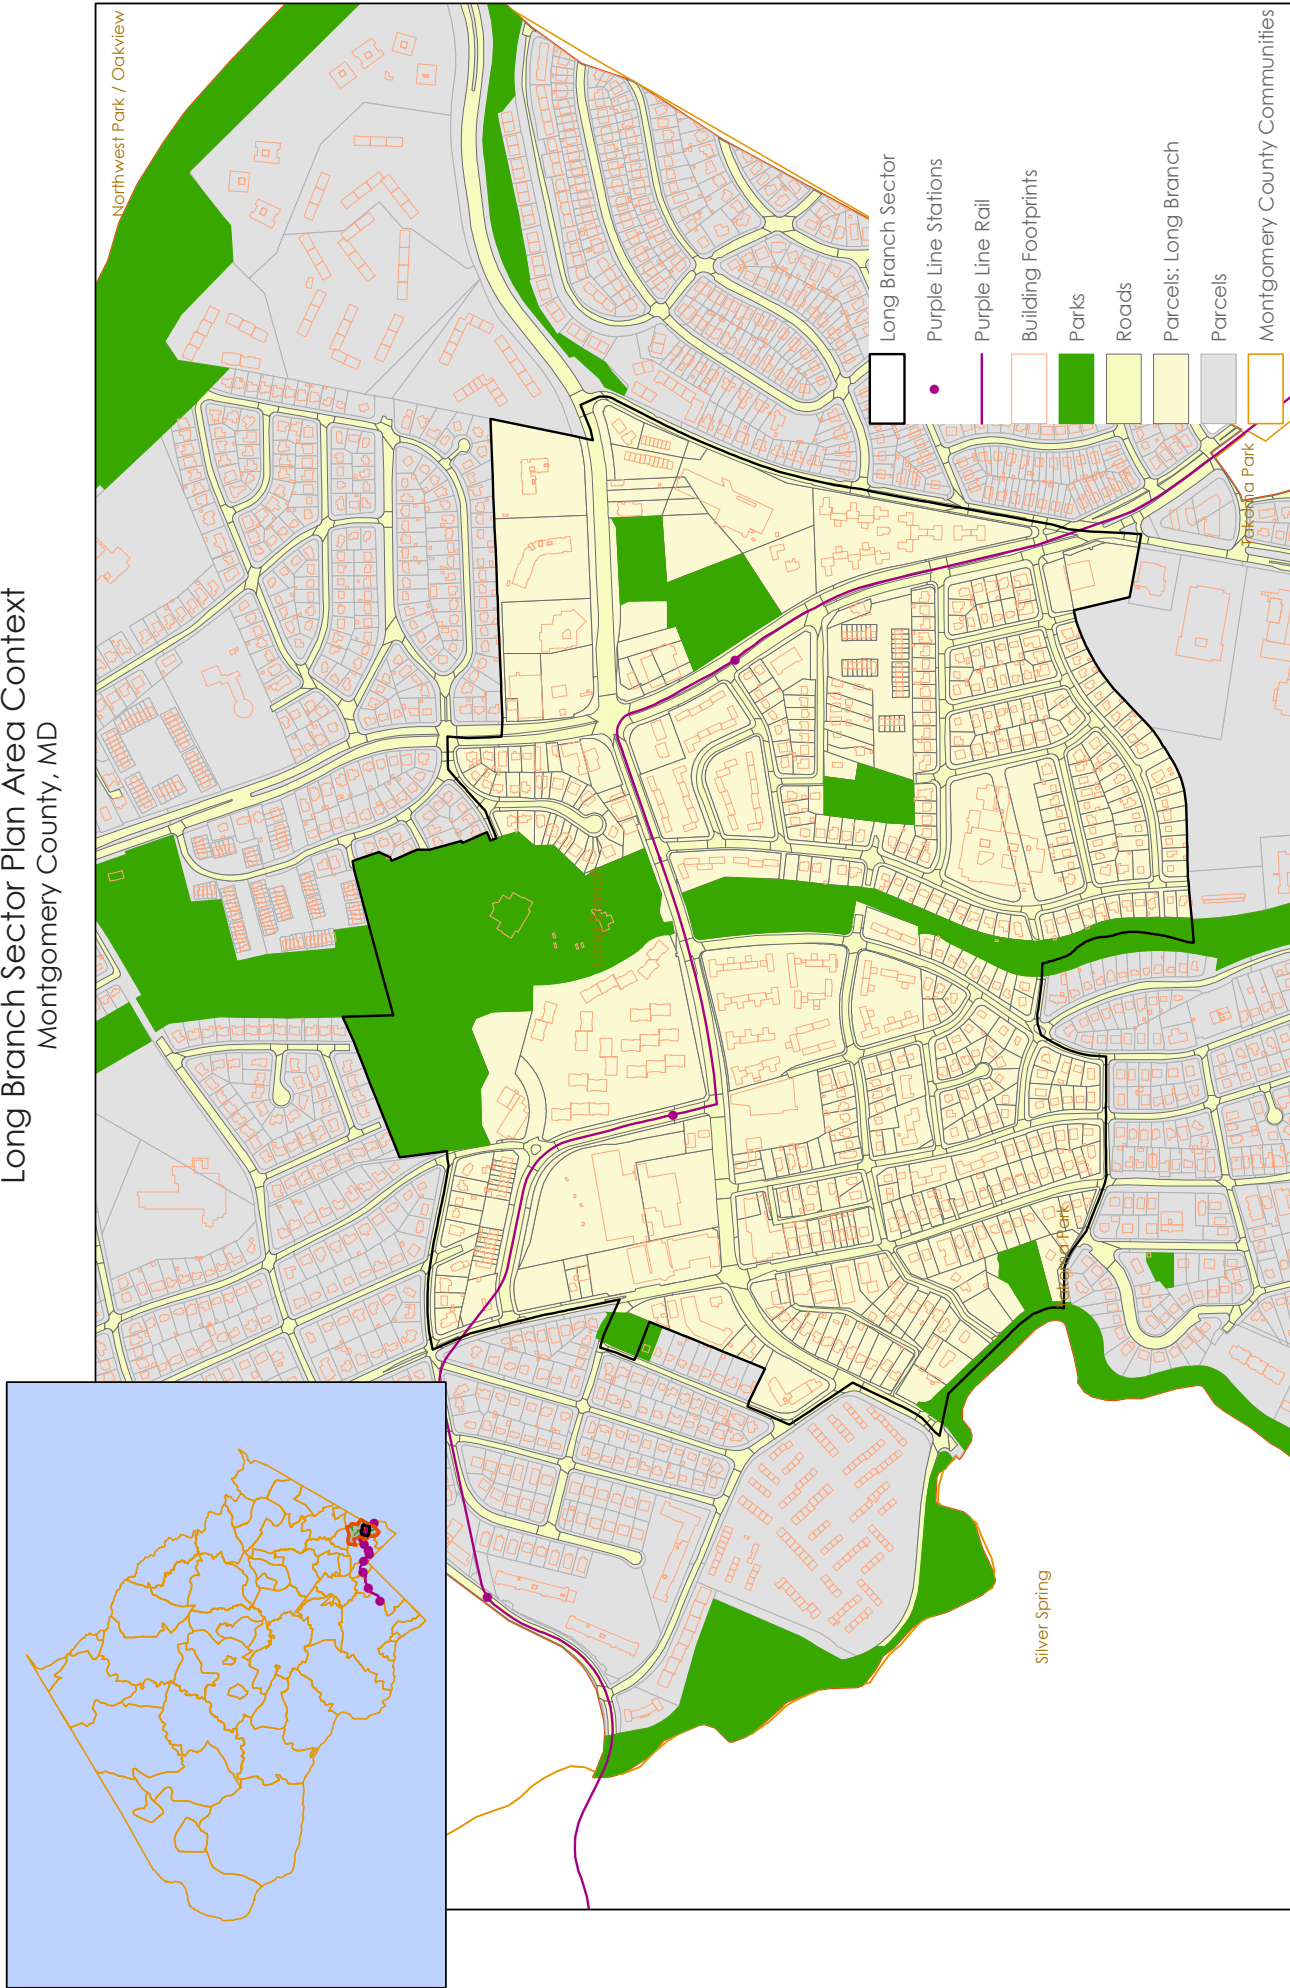 Long Branch Sector Plan Area Context
Montgomery County, MD
Northwest Park / Oakview
Long Branch
Takoma Park
Takoma Park
Silver Spring
Long Branch Sector
Purple Line Stations
Purple Line Rail
Building Footprints
Parks
Roads
Parcels: Long Branch
Parcels
Montgomery County Communities